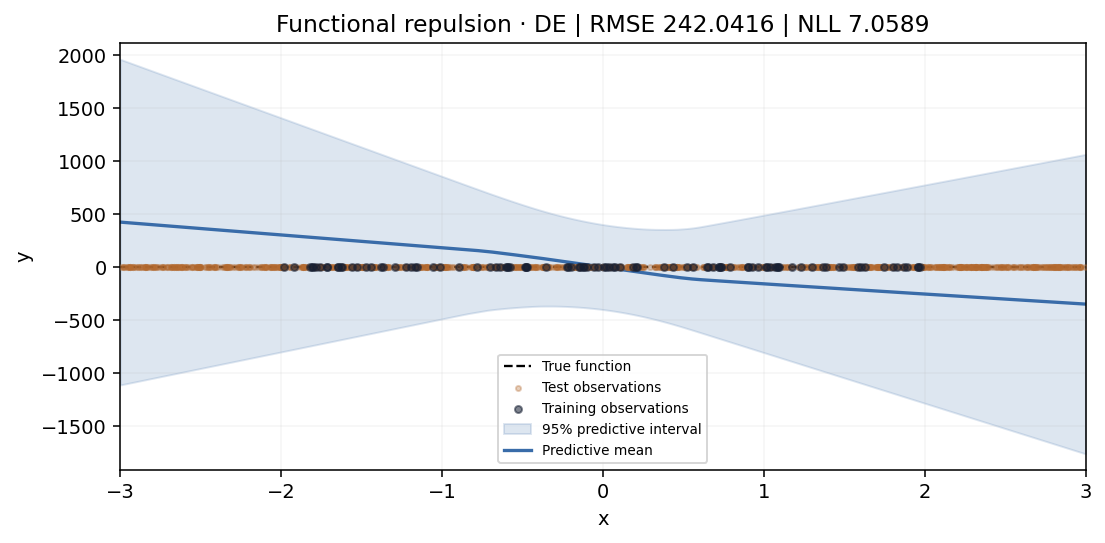 Functional repulsion · DE | RMSE 242.0416 | NLL 7.0589
2000
1500
1000
500
0
−500
−1000
−1500
y
True function
Test observations
Training observations
95% predictive interval
Predictive mean
−3
−2
−1
0
1
2
3
x